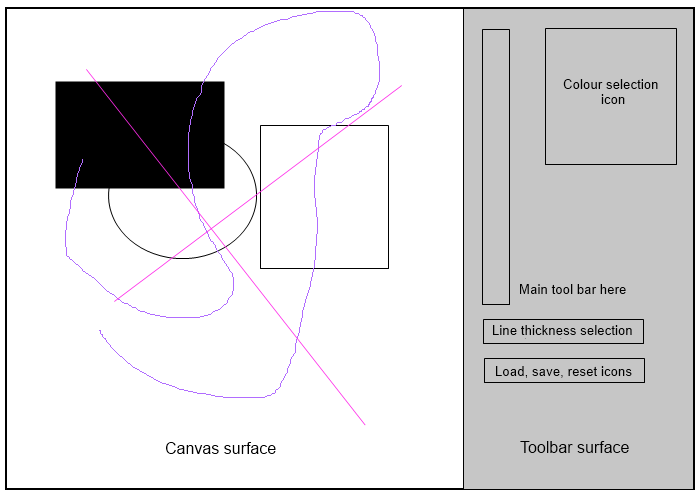 Colour selection
icon
Main tool bar here
Line thickness selection
Load, save, reset icons
Canvas surface
Toolbar surface